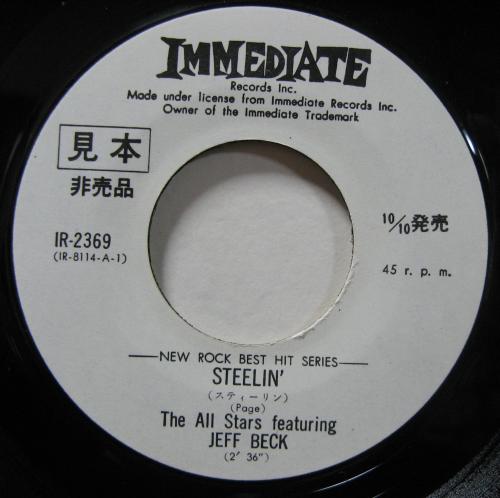 IMMEDIATE
Records Inc.
Made under license from Immediate Records Inc.
Owner of the Immediate Trademark
見本
非売品
10/10発売
IR-2369
(IR-8114-A-1)
45 r. p. m.
NEW ROCK BEST HIT SERIES
STEELIN'
(スティーリン)
(Page)
The All Stars featuring
JEFF BECK
(2' 36")